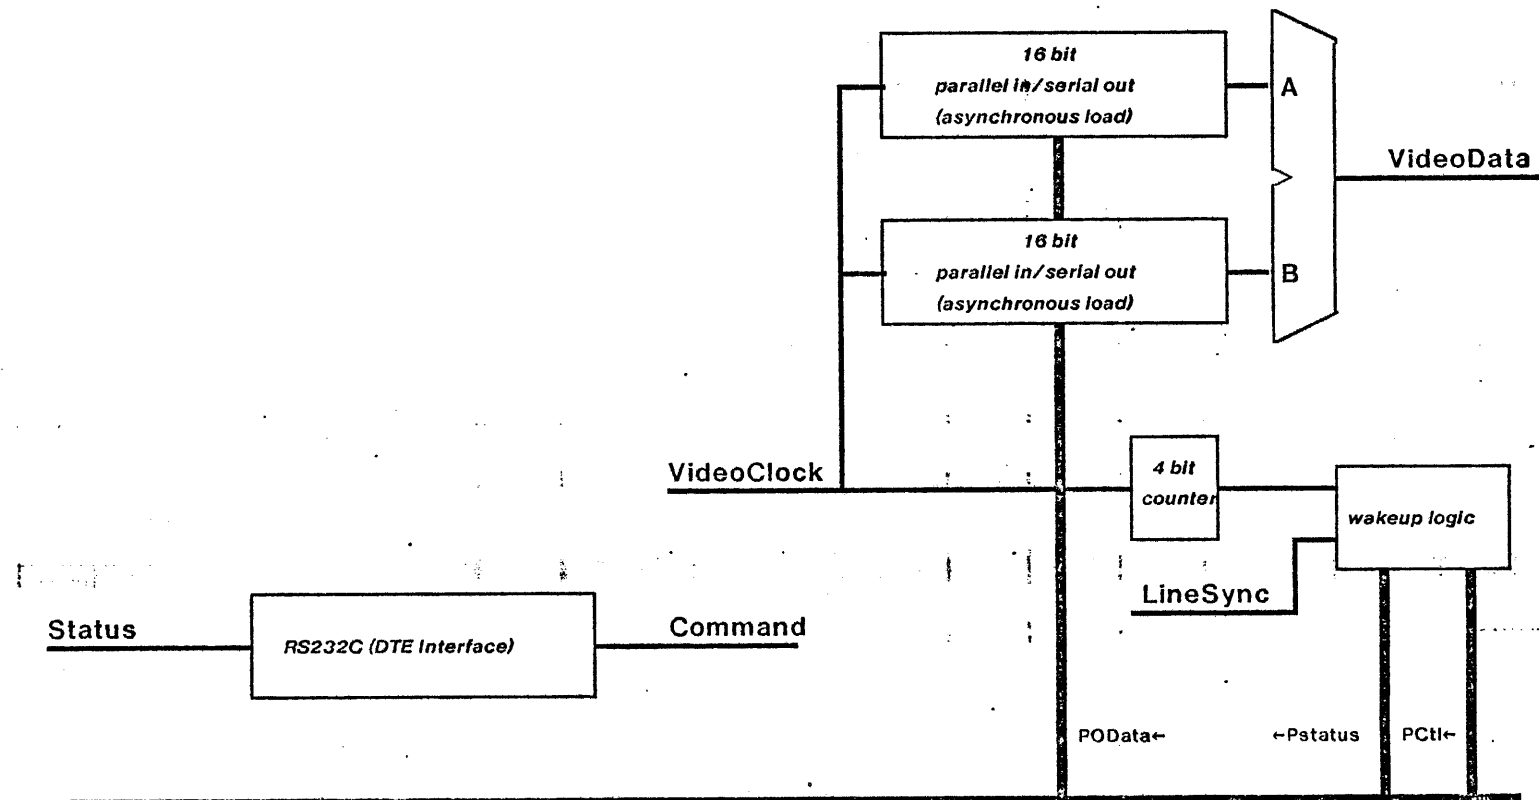 16 bit
parallel in/serial out
(asynchronous load)
A
VideoData
16 bit
parallel in/serial out
(asynchronous load)
B
VideoClock
4 bit
counter
wakeup logic
LineSync
Status
RS232C (DTE Interface)
Command
POData←
←Pstatus
PCtl←